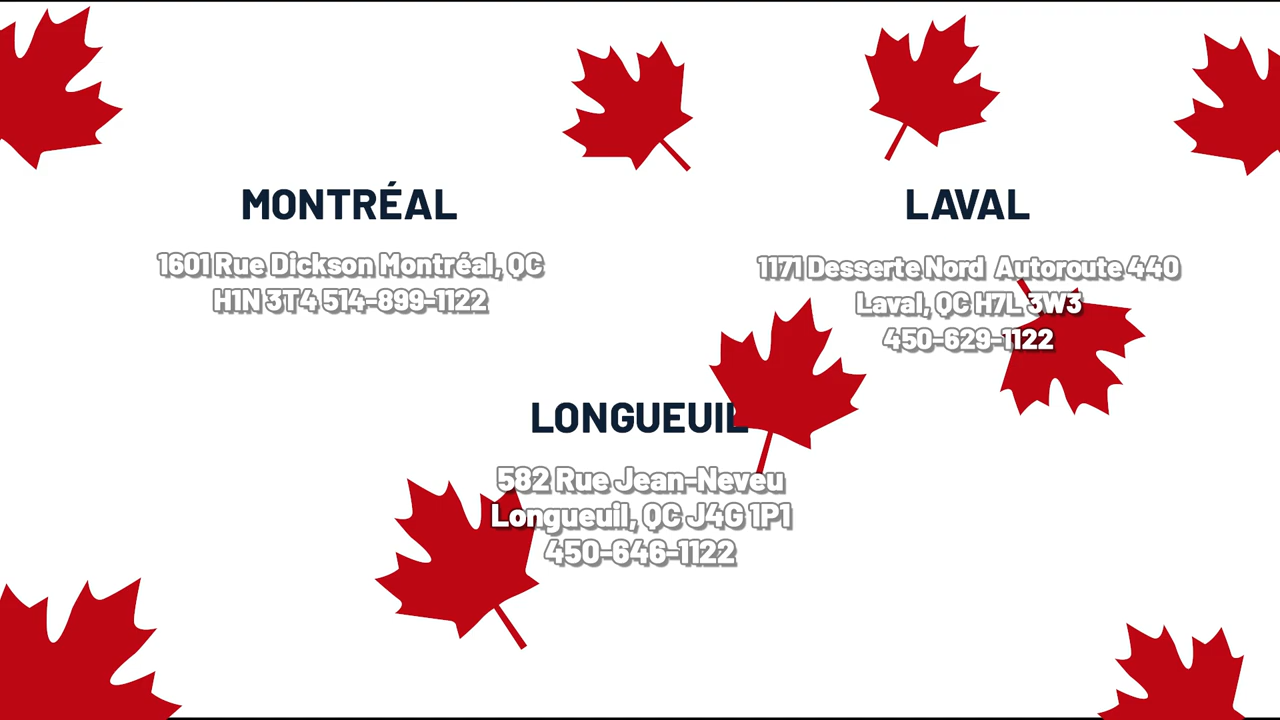 MONTRÉAL
1601 Rue Dickson Montréal, QC
H1N 3T4 514-899-1122
LAVAL
1171 Desserte Nord Autoroute 440
Laval, QC H7L 3W3
450-629-1122
LONGUEUIL
582 Rue Jean-Neveu
Longueuil, QC J4G 1P1
450-646-1122